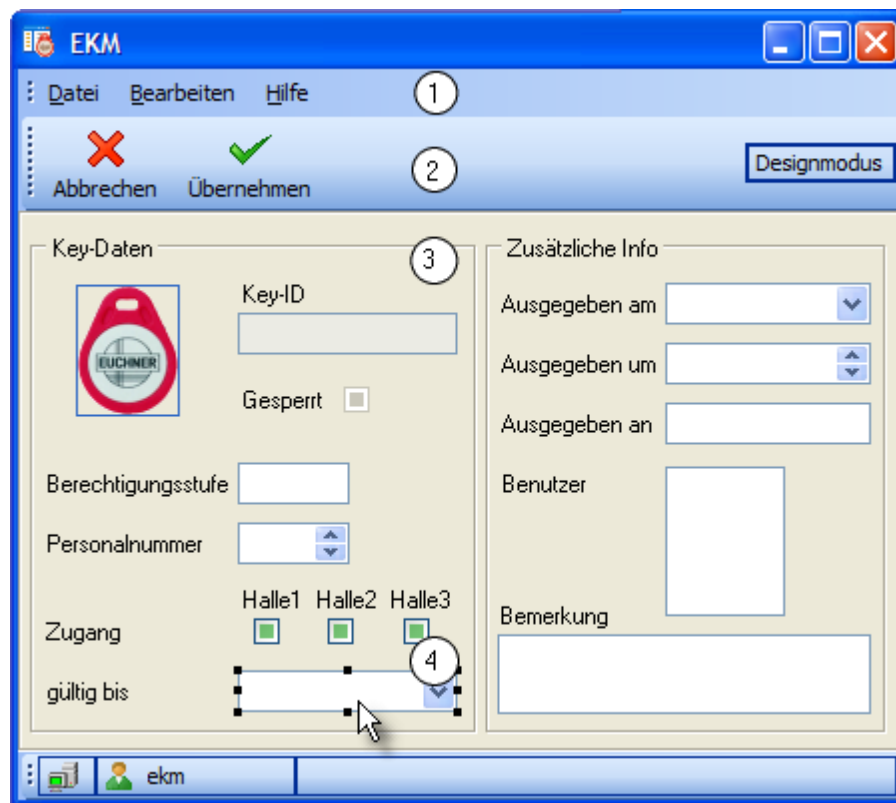 EKM
Datei Bearbeiten Hilfe 1
Abbrechen Übernehmen 2 Designmodus
Key-Daten 3
Key-ID
EUCHNER
Gesperrt
Berechtigungsstufe
Personalnummer
Halle1 Halle2 Halle3
Zugang
4
gültig bis
Zusätzliche Info
Ausgegeben am
Ausgegeben um
Ausgegeben an
Benutzer
Bemerkung
ekm